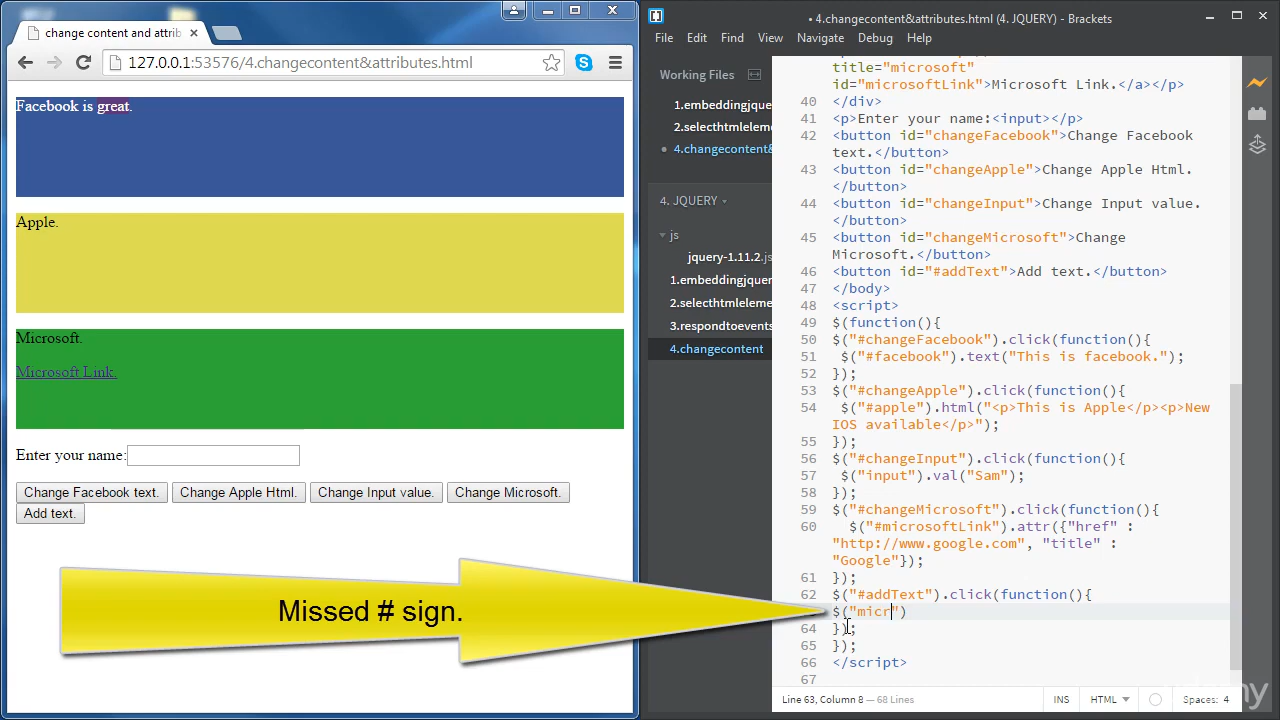 change content and attrib
127.0.0.1:53576/4.changecontent&attributes.html
Facebook is great.
Apple.
Microsoft.
Microsoft Link.
Enter your name:
Change Facebook text.
Change Apple Html.
Change Input value.
Change Microsoft.
Add text.
Missed # sign.
• 4.changecontent&attributes.html (4. JQUERY) - Brackets
File Edit Find View Navigate Debug Help
Working Files
1.embeddingjque
2.selecthtmleleme
4.changecontent&
4. JQUERY
js
jquery-1.11.2.js
1.embeddingjque
2.selecthtmleleme
3.respondtoevents
4.changecontent
title="microsoft"
id="microsoftLink">Microsoft Link.</a></p>
40 </div>
41 <p>Enter your name:<input></p>
42 <button id="changeFacebook">Change Facebook
text.</button>
43 <button id="changeApple">Change Apple Html.
</button>
44 <button id="changeInput">Change Input value.
</button>
45 <button id="changeMicrosoft">Change
Microsoft.</button>
46 <button id="#addText">Add text.</button>
47 </body>
48 <script>
49 $(function(){
50 $("#changeFacebook").click(function(){
51 $("#facebook").text("This is facebook.");
52 });
53 $("#changeApple").click(function(){
54 $("#apple").html("<p>This is Apple</p><p>New
IOS available</p>");
55 });
56 $("#changeInput").click(function(){
57 $("input").val("Sam");
58 });
59 $("#changeMicrosoft").click(function(){
60 $("#microsoftLink").attr({"href" :
"http://www.google.com", "title" :
"Google"});
61 });
62 $("#addText").click(function(){
$("micr")
64 });
65 });
66 </script>
67
Line 63, Column 8 — 68 Lines
INS
HTML
Spaces: 4